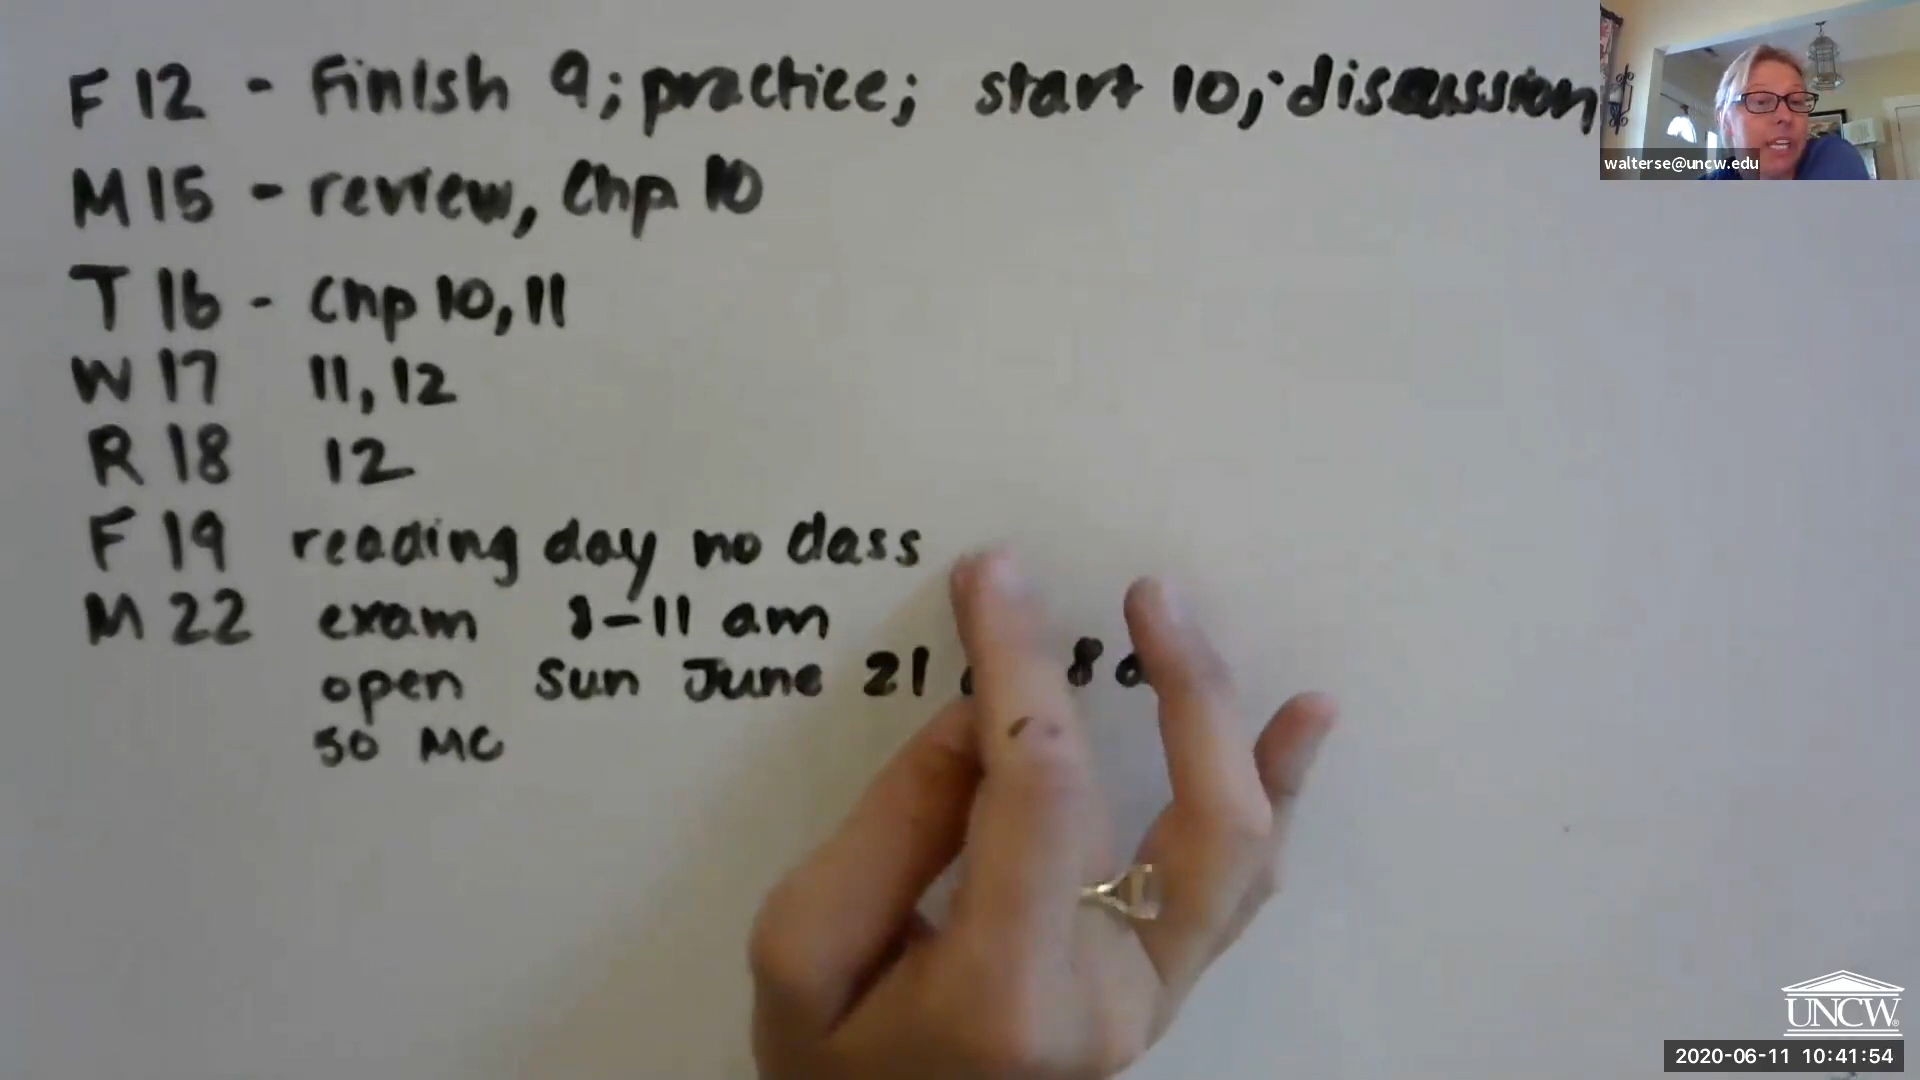 F 12 - Finish 9; practice; start 10; discussion
M 15 - review, Chp 10
T 16 - Chp 10, 11
W 17 11, 12
R 18 12
F 19 reading day no class
M 22 exam 8-11 am
open Sun June 21 8
50 MC
walterse@uncw.edu
UNCW
2020-06-11 10:41:54